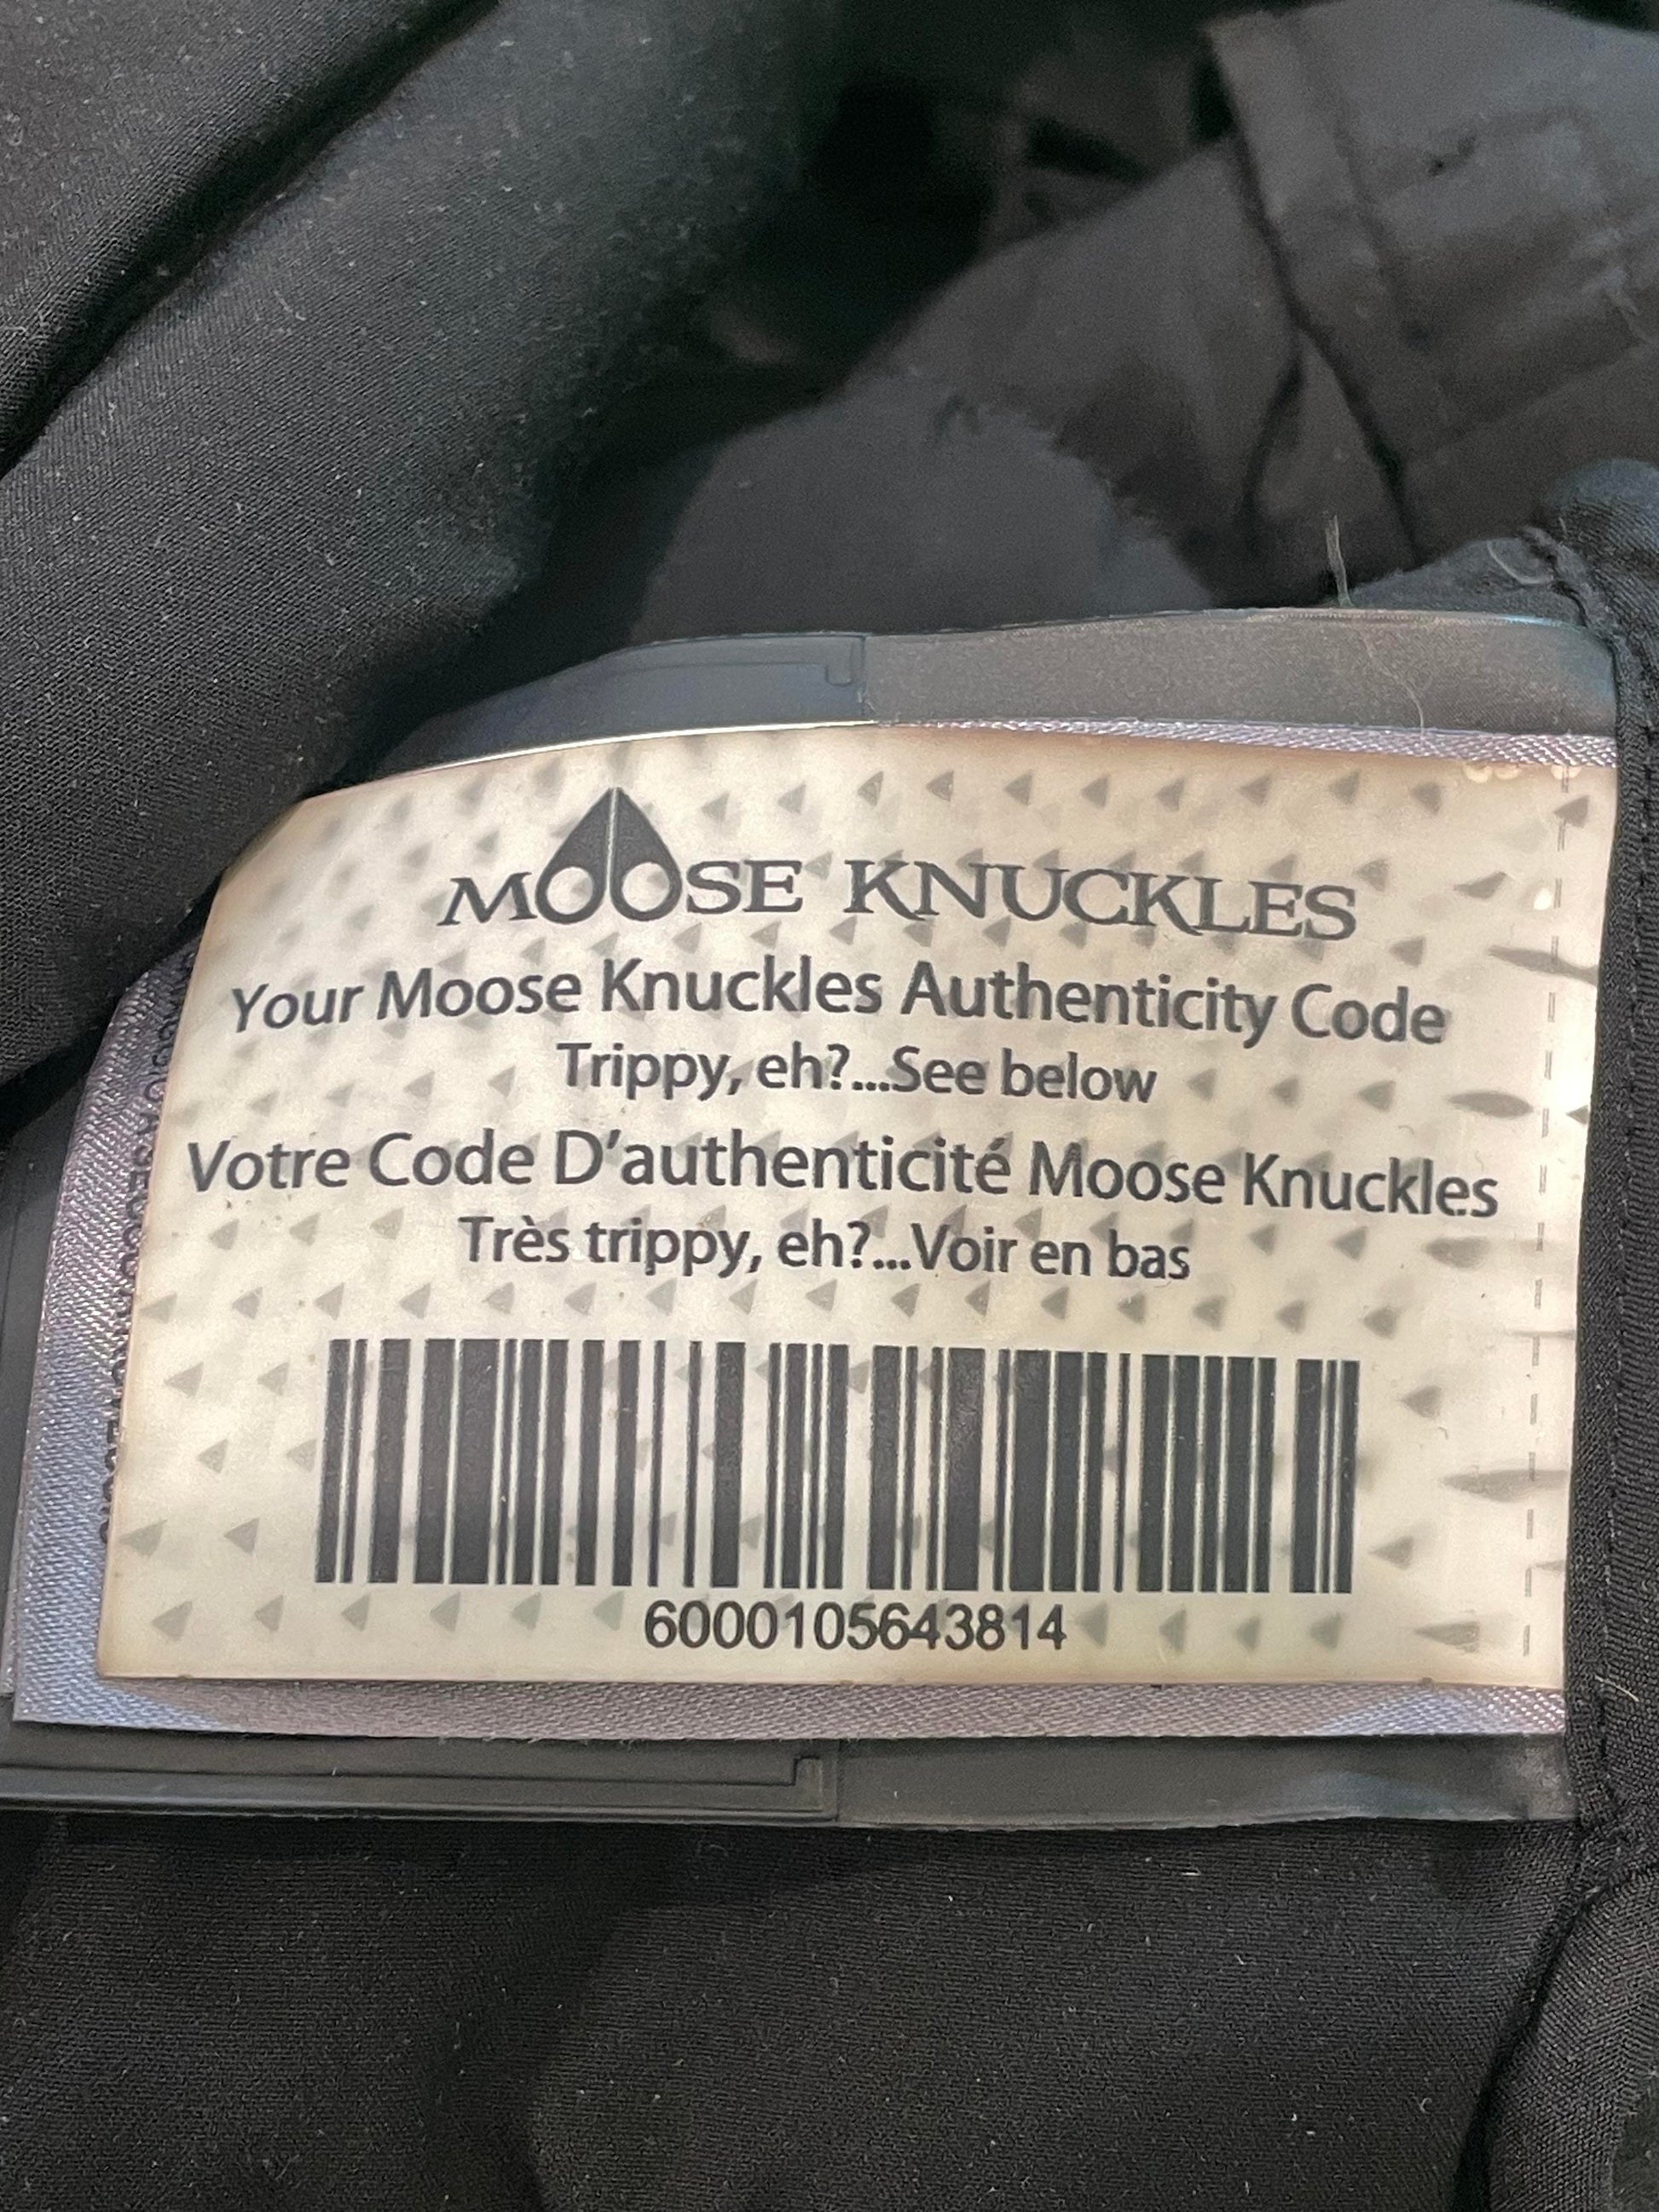 MOOSE KNUCKLES
Your Moose Knuckles Authenticity Code
Trippy, eh?...See below
Votre Code D'authenticité Moose Knuckles
Très trippy, eh?...Voir en bas
6000105643814